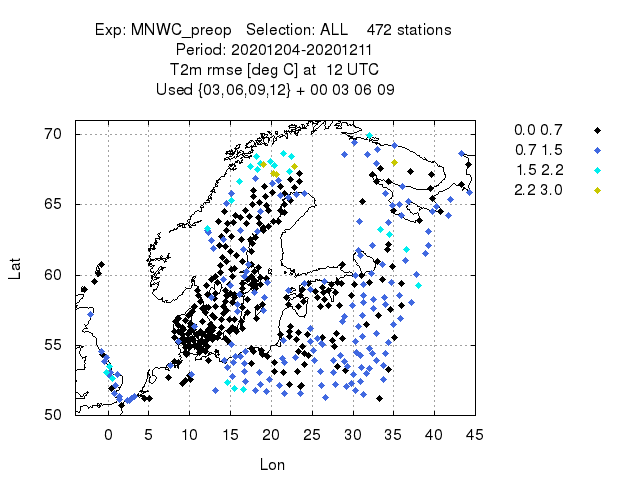 Exp: MNWC_preop   Selection: ALL    472 stations
Period: 20201204-20201211
T2m rmse [deg C] at  12 UTC
Used {03,06,09,12} + 00 03 06 09
0.0 0.7
0.7 1.5
1.5 2.2
2.2 3.0
70
65
60
55
50
Lat
0 5 10 15 20 25 30 35 40 45
Lon